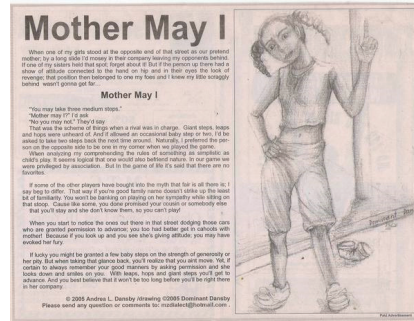 Mother May I
When one of my girls stood at the opposite end of that street as our pretend
mother; by a long slide I'd mosey in their company leaving my opponents behind.
If one of my sisters held that spot; forget about it! But if the person up there had a
show of attitude connected to the hand on hip and in their eyes the look of
revenge; that position then belonged to one my foes and I knew my little scraggly
behind wasn't gonna get far...
Mother May I
"You may take three medium steps."
"Mother may I?" I'd ask
"No you may not." They'd say
That was the scheme of things when a rival was in charge. Giant steps, leaps
and hops were unheard of. And if allowed an occasional baby step or two, I'd be
asked to take two steps back the next time around. Naturally, I preferred the per-
son on the opposite side to be one in my corner when we played the game.
When analyzing my comprehending the rules of something as simplistic as
child's play. It seems logical that one would also befriend nature. In our game we
were privileged by association. But in the game of life it's said that there are no
favorites.
If some of the other players have bought into the myth that fair is all there is; I
say beg to differ. That way if you're good family name doesn't strike up the least
bit of familiarity. You won't be banking on playing on her sympathy while sitting on
that stoop. Cause like some, you done promised your cousin or somebody else
that you'll stay and she don't know them, so you can't play!
When you start to notice the ones out there in that street dodging those cars
who are granted permission to advance; you too had better get in cahoots with
mother! Because if you look up and you see she's giving attitude; you may have
evoked her fury.
If lucky you might be granted a few baby steps on the strength of generosity or
her pity. But when taking that glance back, you'll realize that you aint move. Yet, if
certain to always remember your good manners by asking permission and she
looks down and smiles on you. With leaps, hops and giant steps you'll get to
advance. And you best believe that it won't be too long before you'll be right there
in her company .
© 2005 Andrea L. Dansby /drawing ©2005 Dominant Dansby
Please send any question or comments to: mzdialect@hotmail.com .
Paid Advertisement